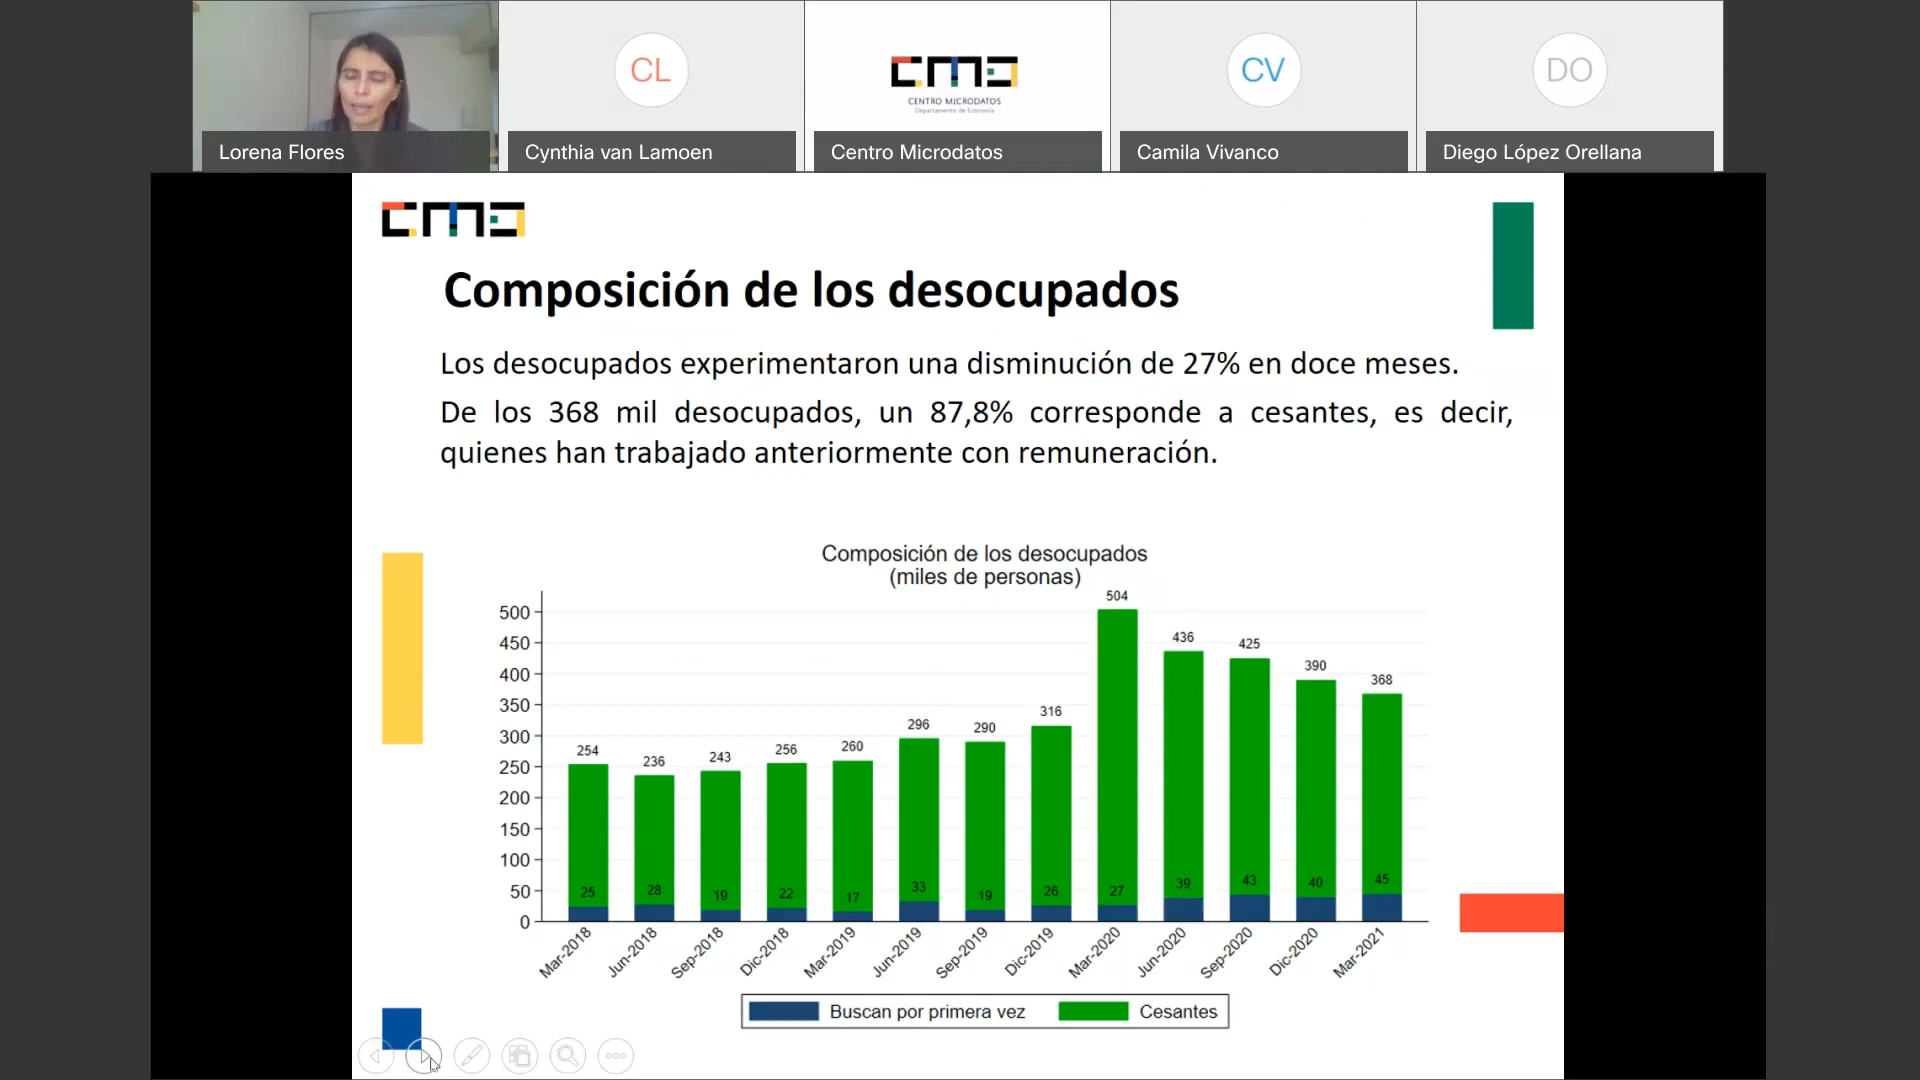 CL
CV
DO
CENTRO MICRODATOS
Departamento de Economía
Lorena Flores
Cynthia van Lamoen
Centro Microdatos
Camila Vivanco
Diego López Orellana
Composición de los desocupados
Los desocupados experimentaron una disminución de 27% en doce meses.
De los 368 mil desocupados, un 87,8% corresponde a cesantes, es decir,
quienes han trabajado anteriormente con remuneración.
Composición de los desocupados
(miles de personas)
500
450
400
350
300
250
200
150
100
50
0
254
236
243
256
260
296
290
316
504
436
425
390
368
25
28
19
22
17
33
19
26
27
39
43
40
45
Mar-2018
Jun-2018
Sep-2018
Dic-2018
Mar-2019
Jun-2019
Sep-2019
Dic-2019
Mar-2020
Jun-2020
Sep-2020
Dic-2020
Mar-2021
Buscan por primera vez
Cesantes